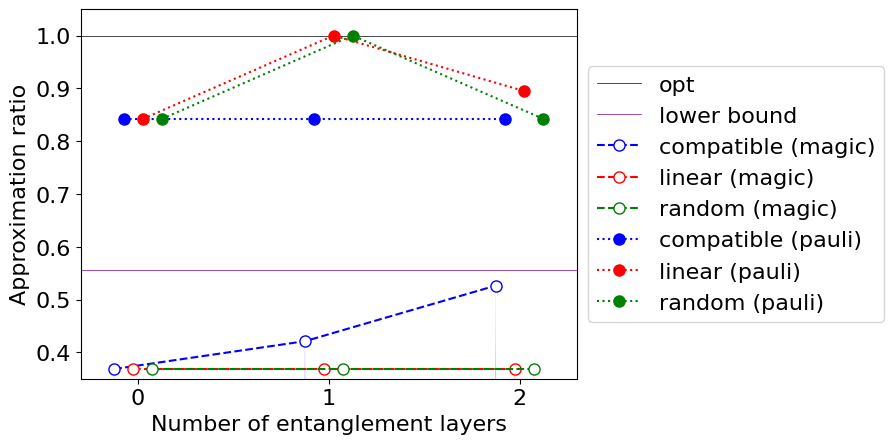 1.0
0.9
0.8
0.7
0.6
0.5
0.4
Approximation ratio
0
1
2
Number of entanglement layers
opt
lower bound
compatible (magic)
linear (magic)
random (magic)
compatible (pauli)
linear (pauli)
random (pauli)